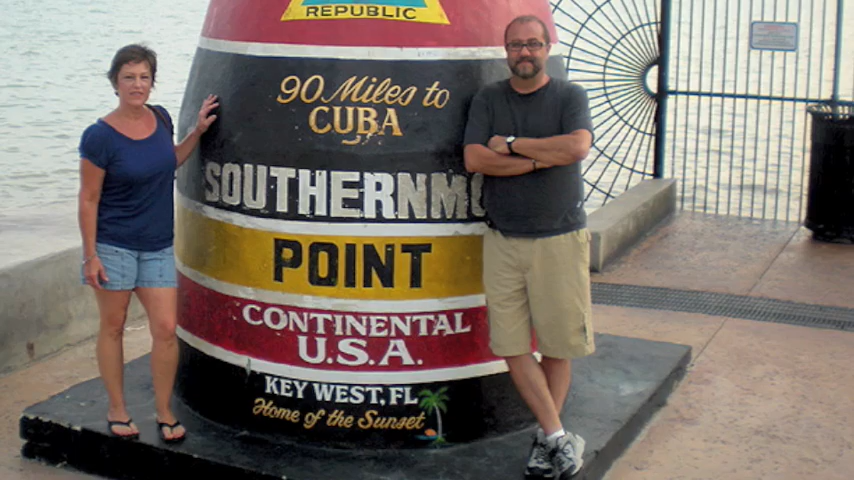 REPUBLIC
90 Miles to
CUBA
SOUTHERNMO
POINT
CONTINENTAL
U.S.A.
KEY WEST, FL
Home of the Sunset